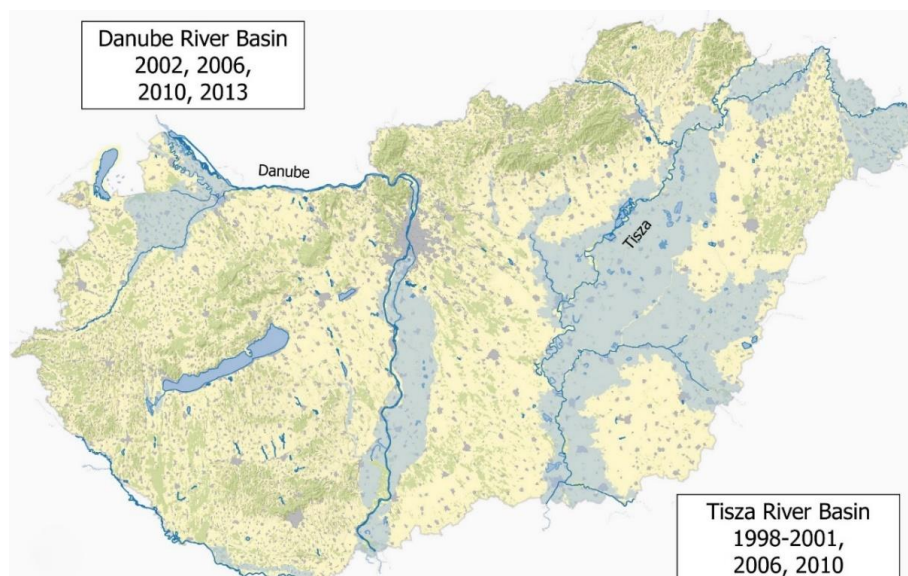 Danube River Basin
2002, 2006,
2010, 2013
Danube
Tisza
Tisza River Basin
1998-2001,
2006, 2010